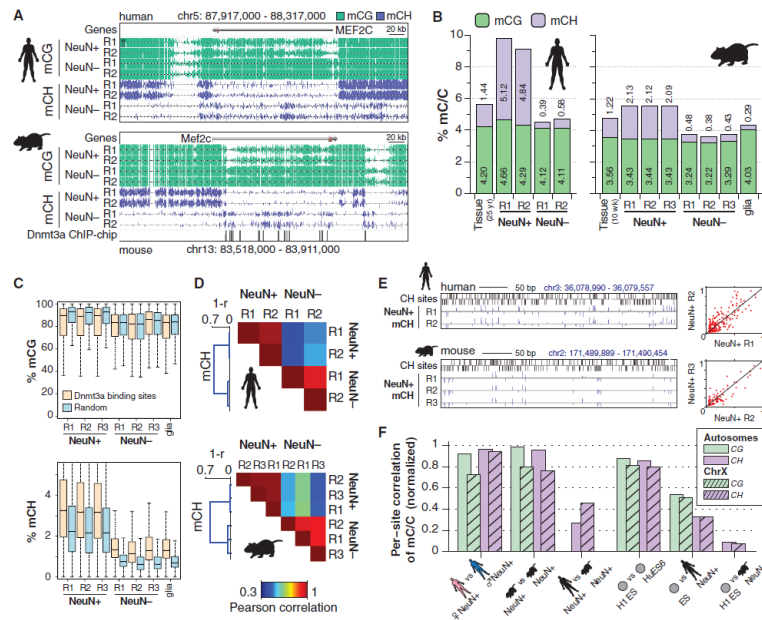 A
human chr5: 87,917,000 - 88,317,000 mCG mCH
Genes MEF2C 20 kb
mCG NeuN+ R1
R2
NeuN– R1
R2
mCH NeuN+ R1
R2
NeuN– R1
R2
Genes Mef2c 20 kb
mCG NeuN+ R1
R2
NeuN– R1
R2
mCH NeuN+ R1
R2
NeuN– R1
R2
Dnmt3a ChIP-chip
mouse chr13: 83,518,000 - 83,911,000
B
mCG mCH
% mC/C
10
8
6
4
2
0
1.44 5.12 4.84 0.39 0.58
4.20 4.66 4.29 4.12 4.11
Tissue (25 yr) R1 R2 R1 R2
NeuN+ NeuN–
1.22 2.13 2.12 2.09 0.48 0.38 0.43 0.29
3.56 3.43 3.44 3.43 3.24 3.22 3.29 4.03
Tissue (10 wk) R1 R2 R3 R1 R2 R3 glia
NeuN+ NeuN–
C
% mCG
100
80
60
40
20
0
Dnmt3a binding sites
Random
R1 R2 R3 R1 R2 R3 glia
NeuN+ NeuN–
% mCH
4
2
0
R1 R2 R3 R1 R2 R3 glia
NeuN+ NeuN–
D
NeuN+ NeuN–
1-r
0.7 0 R1 R2 R1 R2
mCH
R1 NeuN+
R2
R1 NeuN–
R2
NeuN+ NeuN–
1-r
0.7 0 R2 R3 R1 R2 R1 R3
mCH
R2 NeuN+
R3
R1
R2 NeuN–
R1
R3
0.3 1.0
Pearson correlation
E
human 50 bp chr3: 36,078,990 - 36,079,557
CH sites
NeuN+ mCH R1
R2
mouse 50 bp chr2: 171,489,889 - 171,490,454
CH sites
NeuN+ mCH R1
R2
R3
1
NeuN+ R2
0
NeuN+ R1 1
1
NeuN+ R3
0
NeuN+ R2 1
F
Per-site correlation
of mC/C (normalized)
1
0.8
0.6
0.4
0.2
0
Autosomes
CG
CH
ChrX
CG
CH
♀ NeuN+ vs ♂ NeuN+
NeuN+ vs NeuN+
NeuN+ vs NeuN+
H1 ES vs HuES6
ES vs NeuN+
H1 ES vs